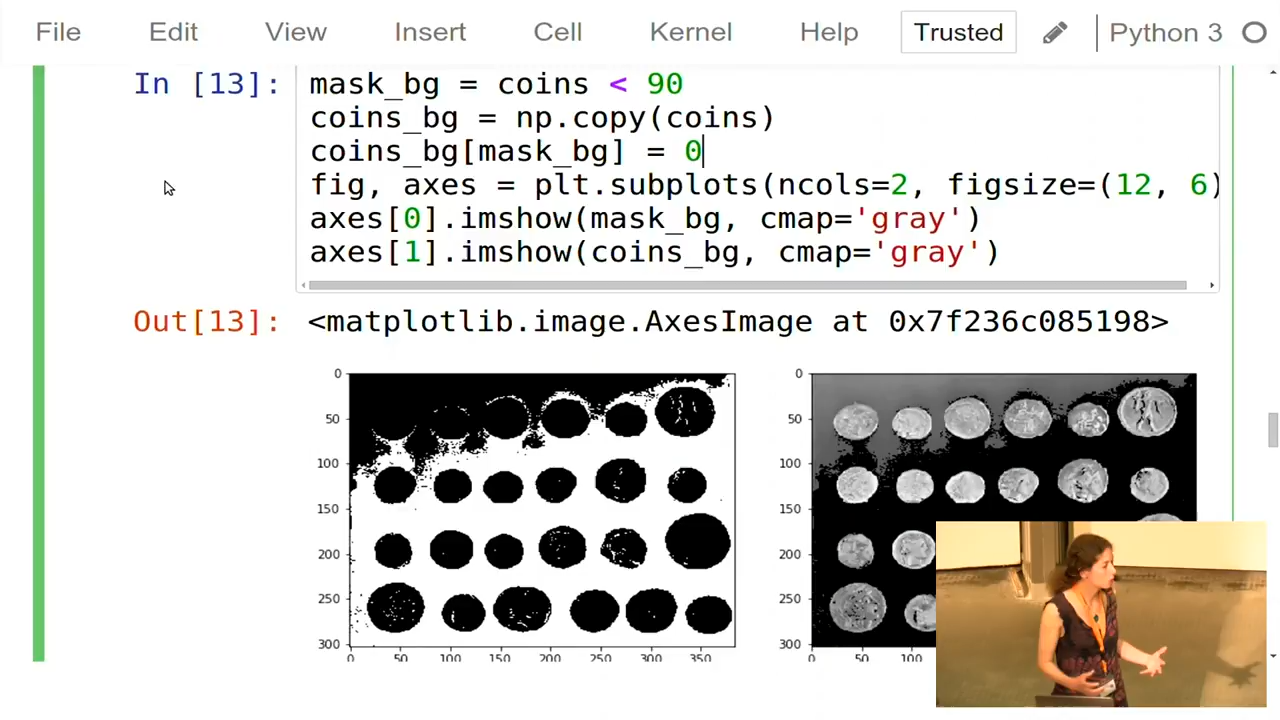 File Edit View Insert Cell Kernel Help Trusted Python 3
In [13]: mask_bg = coins < 90
coins_bg = np.copy(coins)
coins_bg[mask_bg] = 0
fig, axes = plt.subplots(ncols=2, figsize=(12, 6)
axes[0].imshow(mask_bg, cmap='gray')
axes[1].imshow(coins_bg, cmap='gray')
Out[13]: <matplotlib.image.AxesImage at 0x7f236c085198>
0
50
100
150
200
250
300
0 50 100 150 200 250 300 350
0
50
100
150
200
250
300
0 50 100